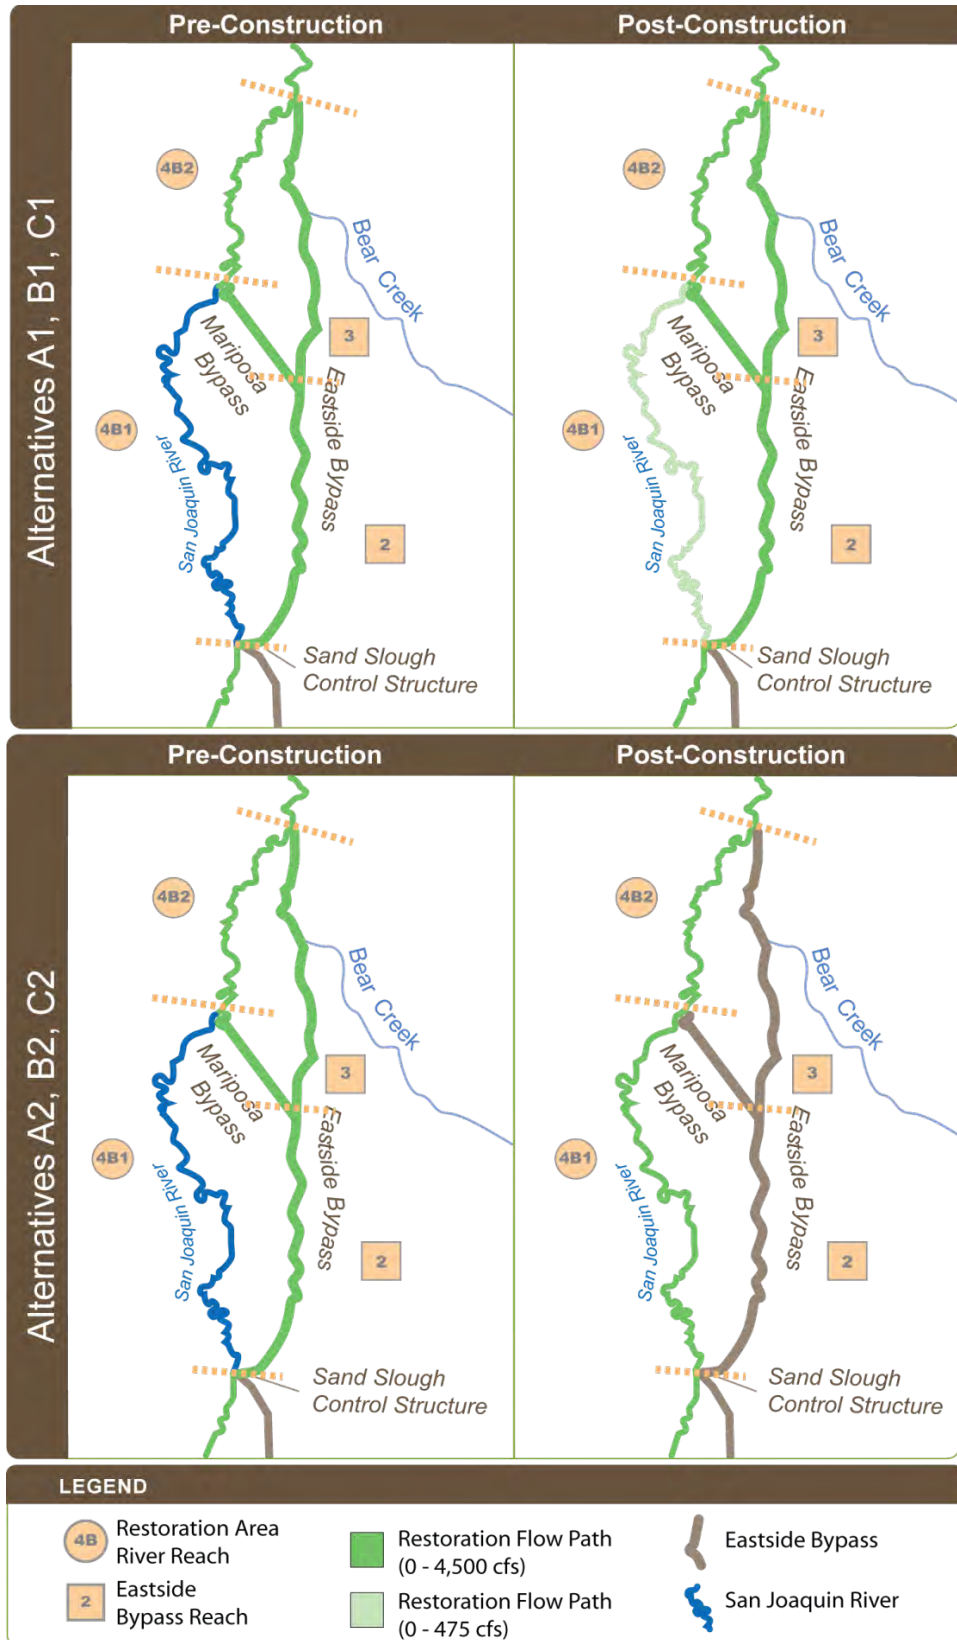 Pre-Construction
Post-Construction
Alternatives A1, B1, C1
4B2
Bear Creek
3
Mariposa
Bypass
Eastside Bypass
4B1
San Joaquin River
2
Sand Slough
Control Structure
4B2
Bear Creek
3
Mariposa
Bypass
Eastside Bypass
4B1
San Joaquin River
2
Sand Slough
Control Structure
Pre-Construction
Post-Construction
Alternatives A2, B2, C2
4B2
Bear Creek
3
Mariposa
Bypass
Eastside Bypass
4B1
San Joaquin River
2
Sand Slough
Control Structure
4B2
Bear Creek
3
Mariposa
Bypass
Eastside Bypass
4B1
San Joaquin River
2
Sand Slough
Control Structure
LEGEND
4B
Restoration Area
River Reach
2
Eastside
Bypass Reach
Restoration Flow Path
(0 - 4,500 cfs)
Restoration Flow Path
(0 - 475 cfs)
Eastside Bypass
San Joaquin River